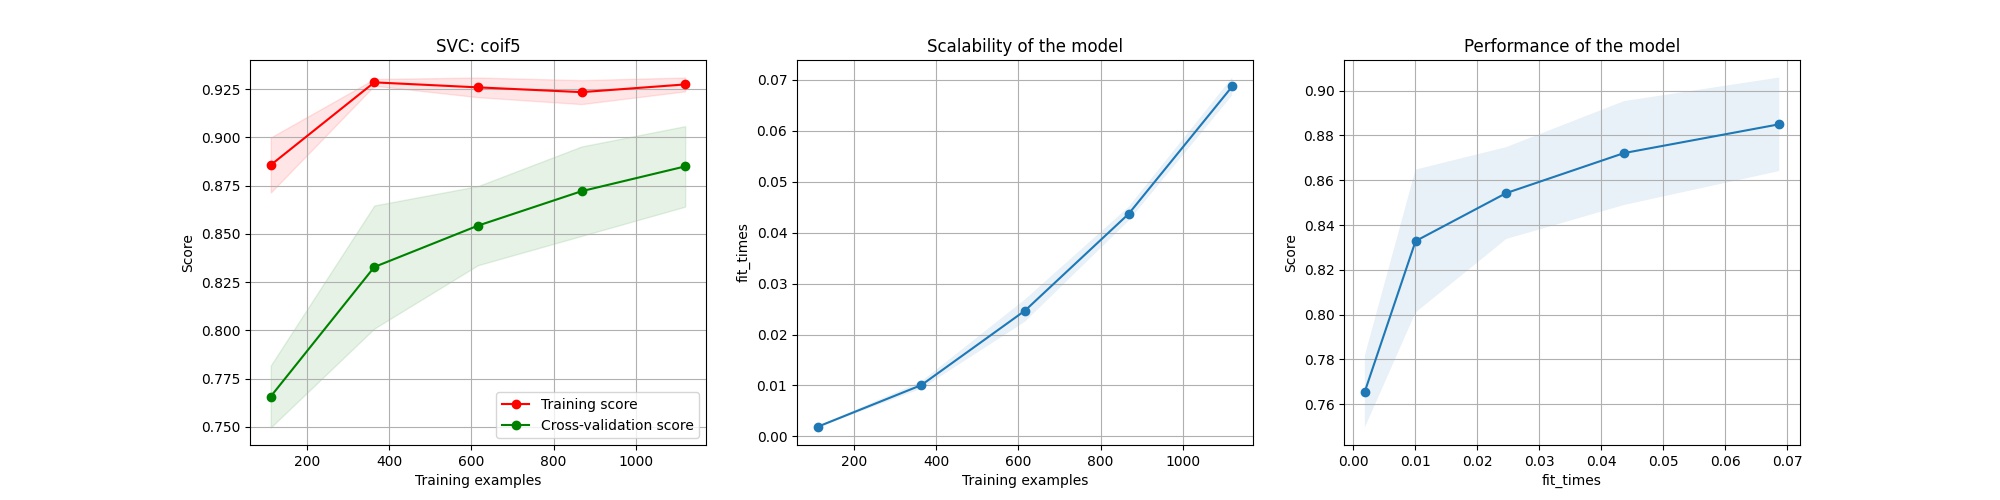 SVC: coif5
Score
0.925
0.900
0.875
0.850
0.825
0.800
0.775
0.750
Training score
Cross-validation score
200 400 600 800 1000
Training examples
Scalability of the model
fit_times
0.07
0.06
0.05
0.04
0.03
0.02
0.01
0.00
200 400 600 800 1000
Training examples
Performance of the model
Score
0.90
0.88
0.86
0.84
0.82
0.80
0.78
0.76
0.00 0.01 0.02 0.03 0.04 0.05 0.06 0.07
fit_times